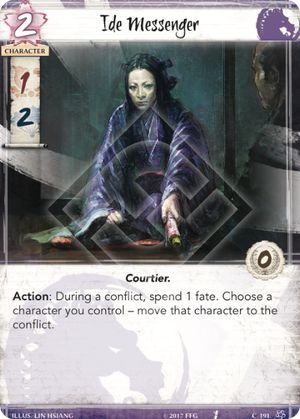 2
Ide Messenger
CHARACTER
1
2
0
Courtier.
Action: During a conflict, spend 1 fate. Choose a
character you control – move that character to the
conflict.
ILLUS. LIN HSIANG
© 2017 FFG
C 191